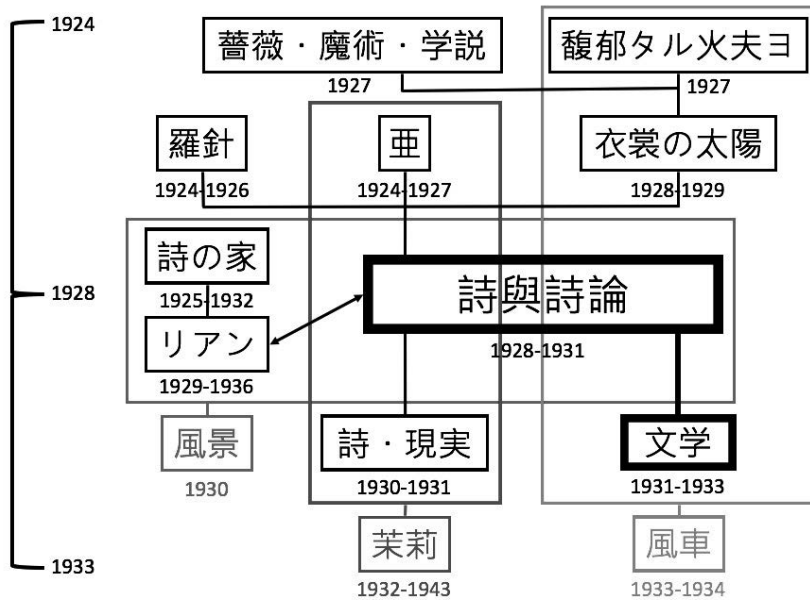 1924
薔薇・魔術・学説
馥郁タル火夫ヨ
1927
1927
羅針
亜
衣裳の太陽
1924-1926
1924-1927
1928-1929
詩の家
1928
詩與詩論
1925-1932
リアン
1928-1931
1929-1936
風景
詩・現実
文学
1930
1930-1931
1931-1933
茉莉
風車
1933
1932-1943
1933-1934